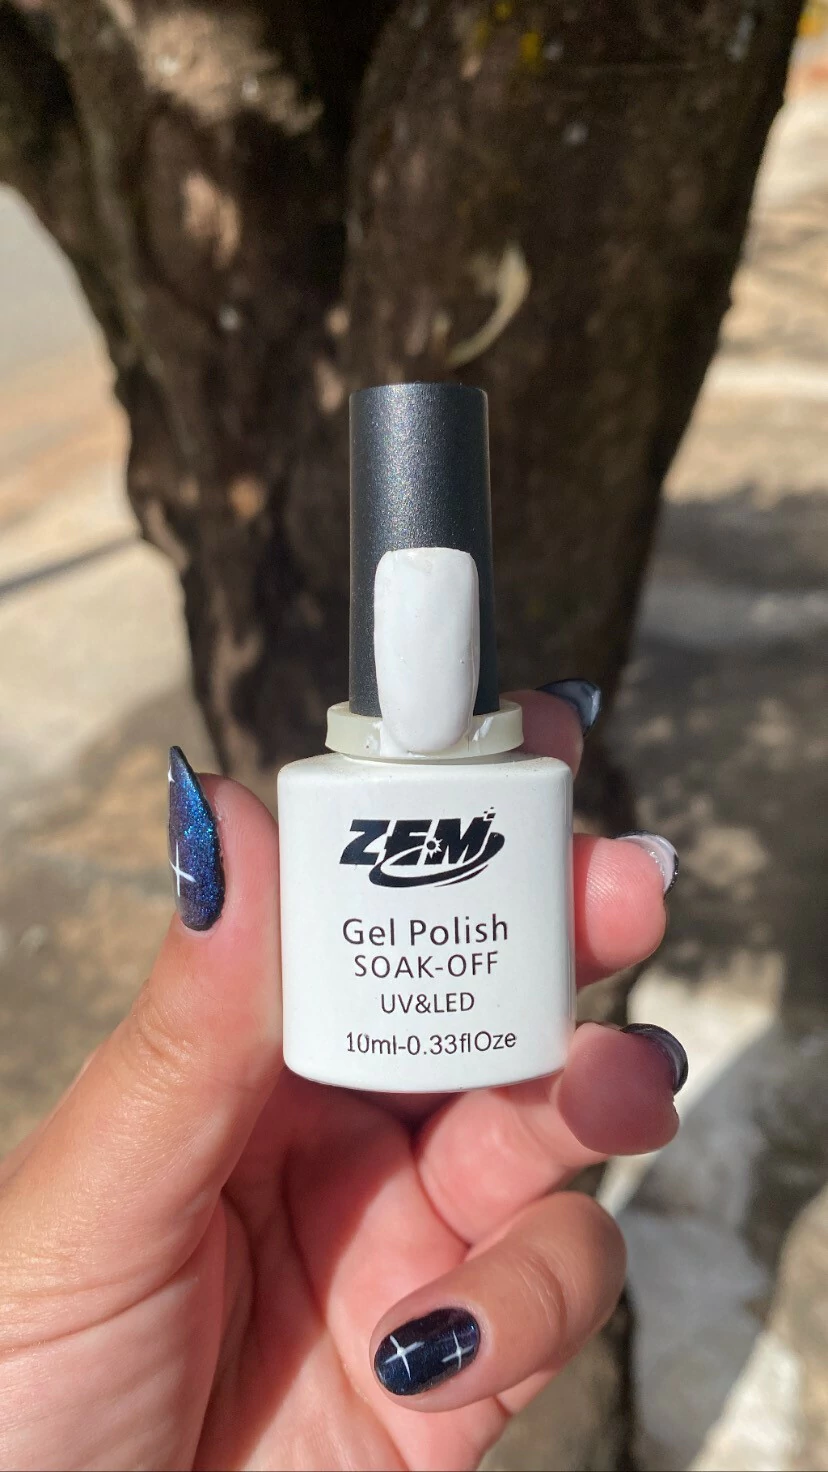 ZEM
Gel Polish
SOAK-OFF
UV&LED
10ml-0.33flOze